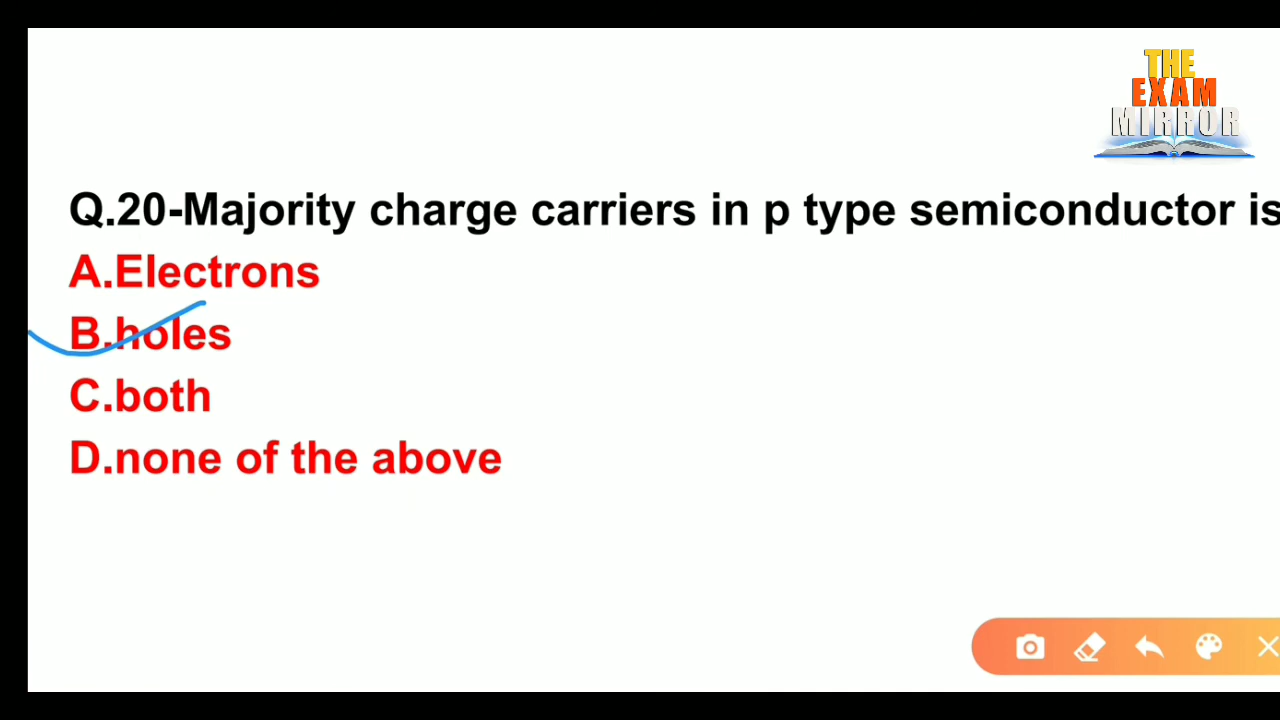 THE
EXAM
MIRROR
Q.20-Majority charge carriers in p type semiconductor is
A.Electrons
B.holes
C.both
D.none of the above